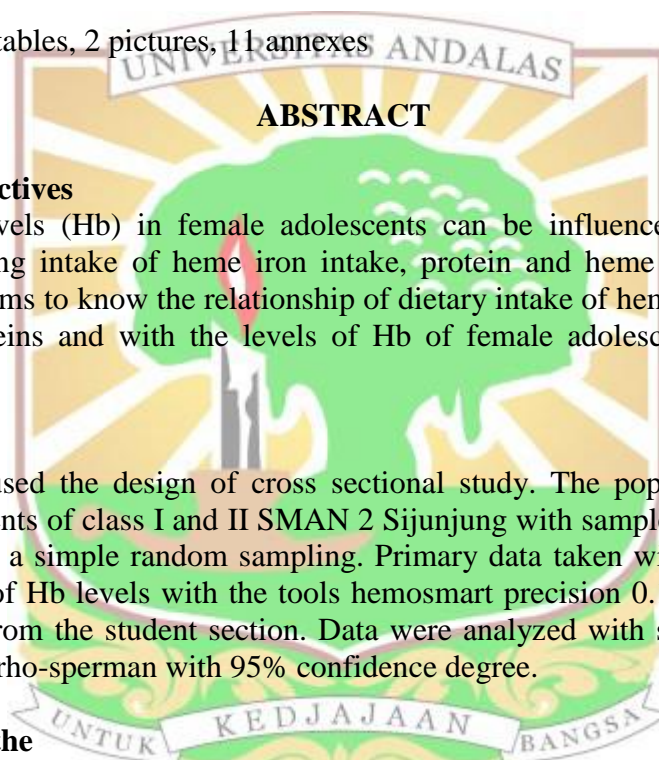 tables, 2 pictures, 11 annexes
UNIVERSITAS ANDALAS
ABSTRACT
ctives
vels (Hb) in female adolescents can be influence
ng intake of heme iron intake, protein and heme
ms to know the relationship of dietary intake of hem
eins and with the levels of Hb of female adolesc
used the design of cross sectional study. The pop
nts of class I and II SMAN 2 Sijunjung with sample
a simple random sampling. Primary data taken wi
of Hb levels with the tools hemosmart precision 0.
rom the student section. Data were analyzed with s
rho-sperman with 95% confidence degree.
the
UNTUK KEDJAJAAN BANGSA